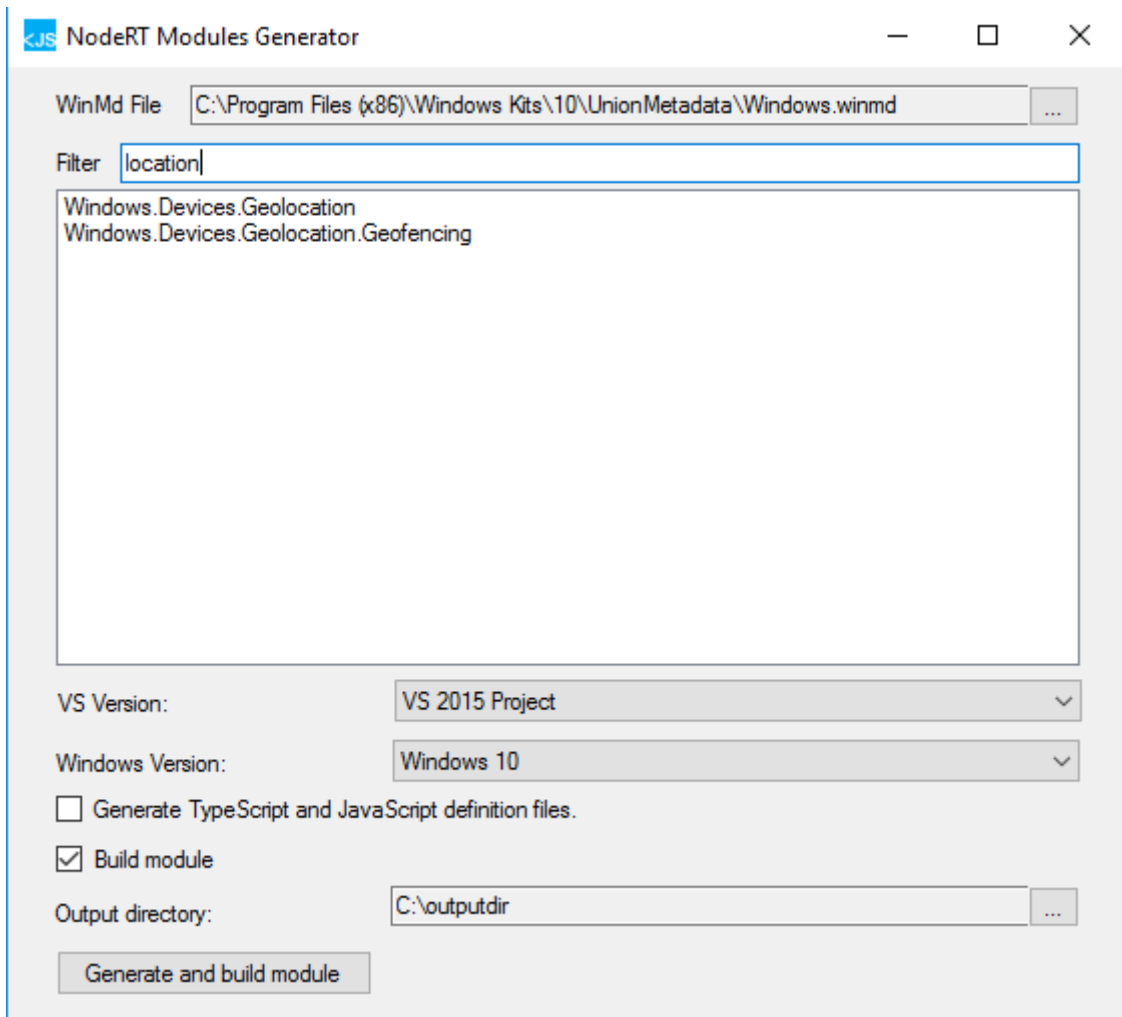 <JS NodeRT Modules Generator
WinMd File C:\Program Files (x86)\Windows Kits\10\UnionMetadata\Windows.winmd ...
Filter location
Windows.Devices.Geolocation
Windows.Devices.Geolocation.Geofencing
VS Version: VS 2015 Project
Windows Version: Windows 10
Generate TypeScript and JavaScript definition files.
Build module
Output directory: C:\outputdir ...
Generate and build module